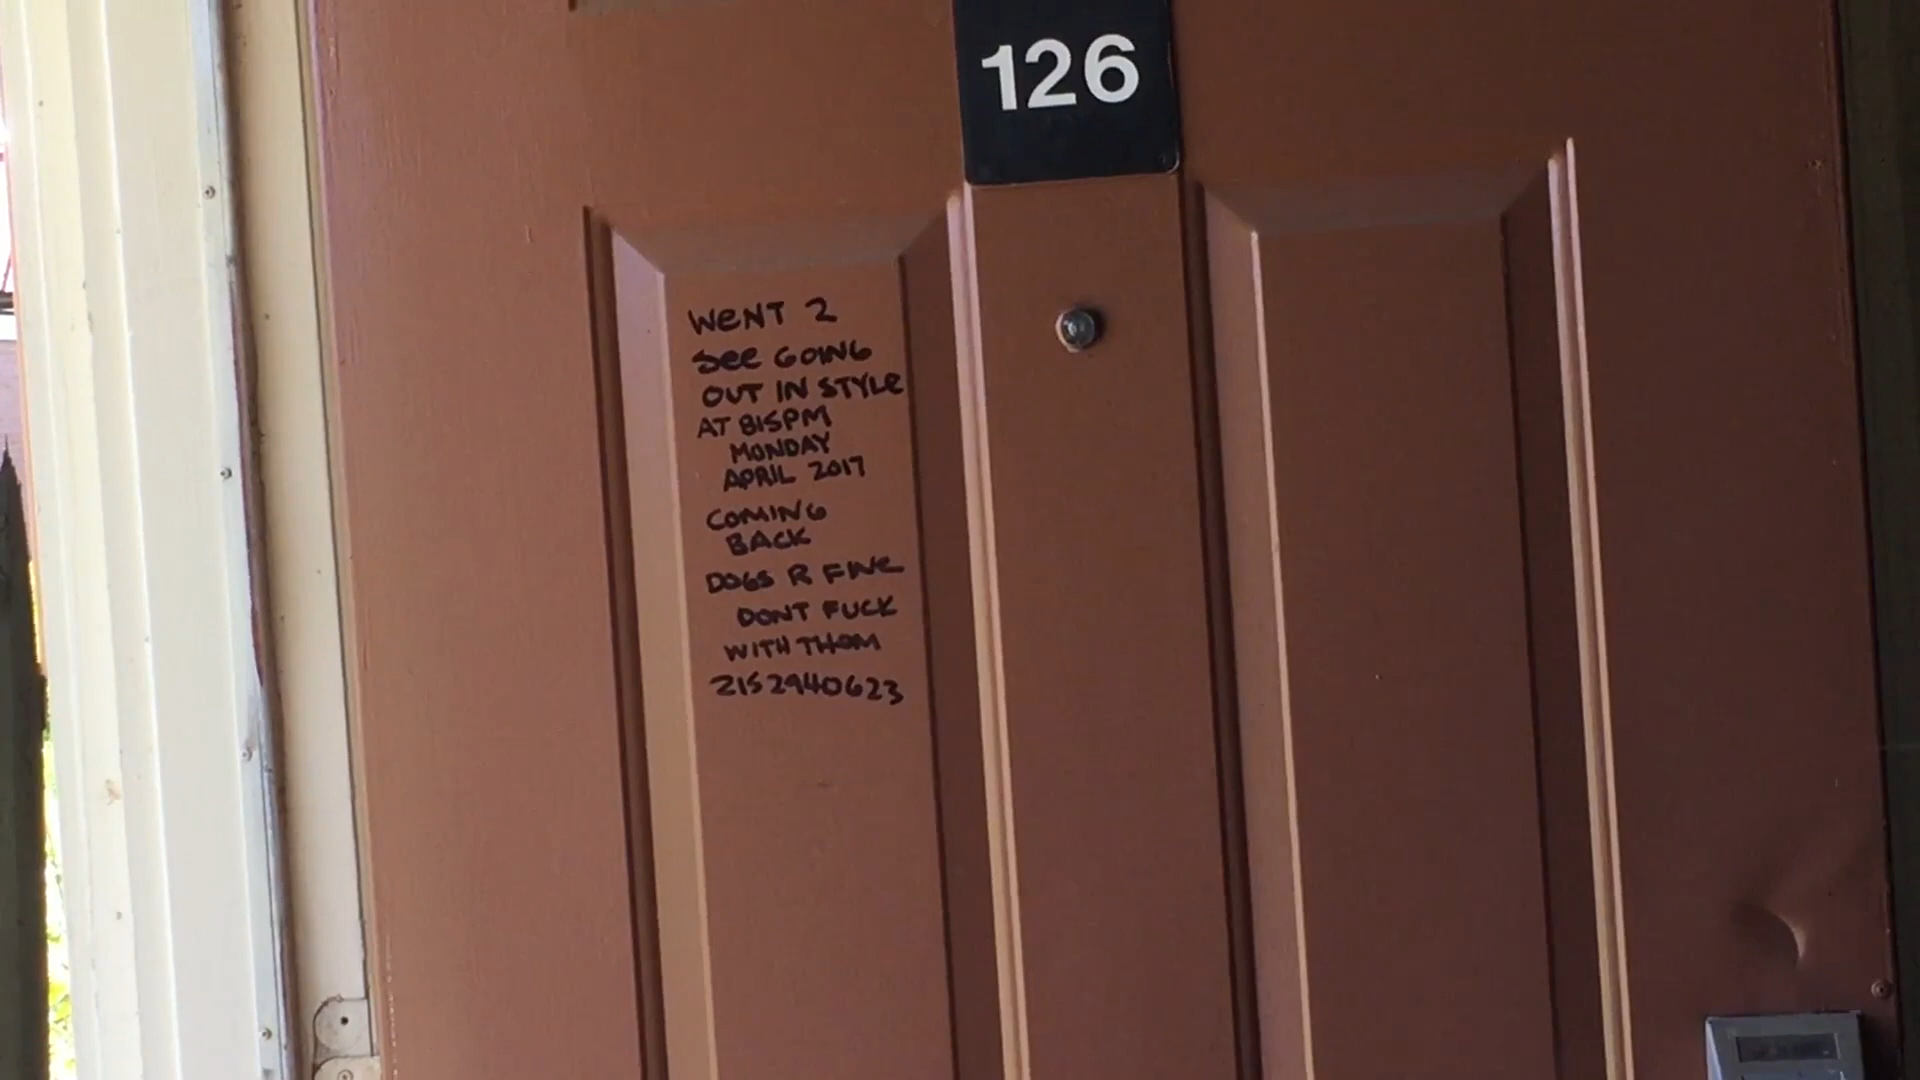 126
WeNT 2
See GOING
OUT IN STYLe
AT 815PM
MONDAY
APRIL 2017
COMING
BACK
DOGS R FINe
DONT FUCK
WITH THEM
2152940623